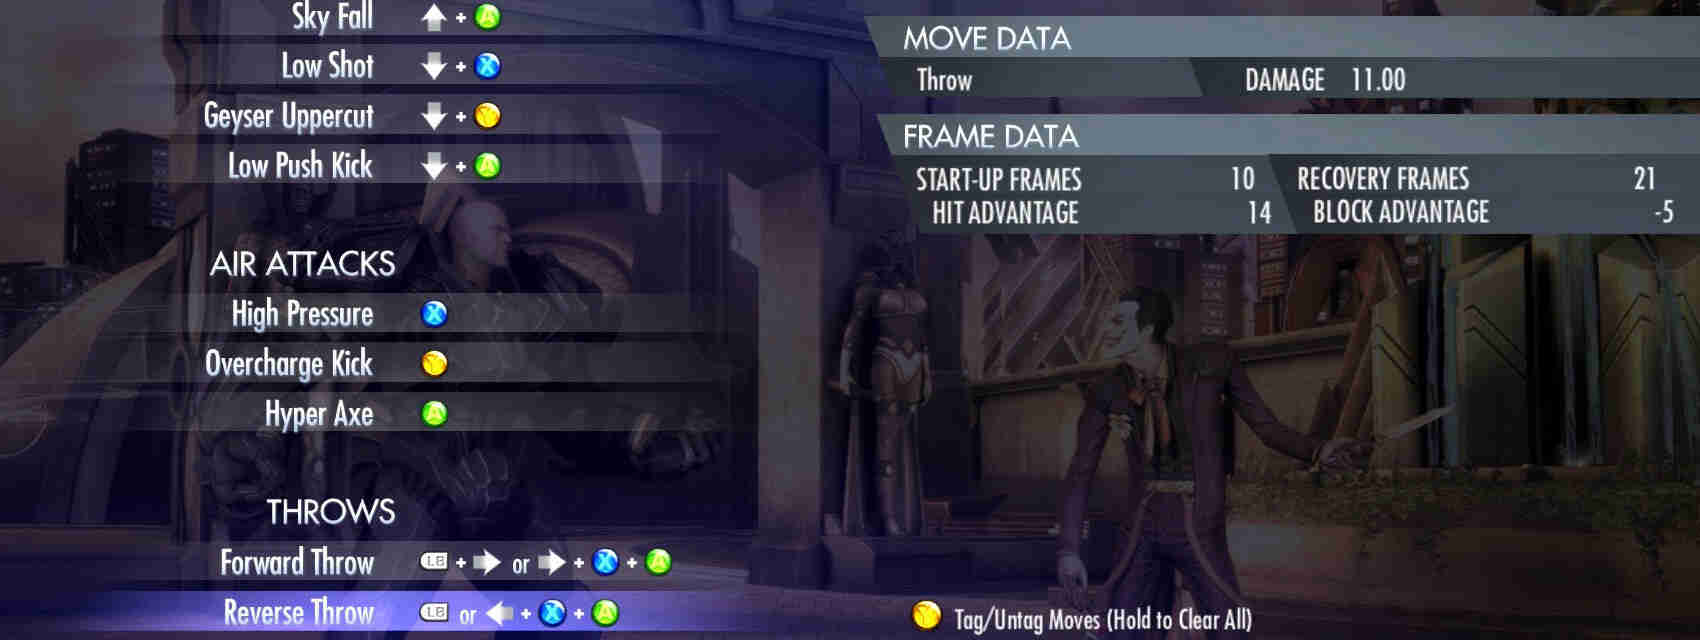 Sky Fall + A
Low Shot + X
Geyser Uppercut + Y
Low Push Kick + A
AIR ATTACKS
High Pressure X
Overcharge Kick Y
Hyper Axe A
THROWS
Forward Throw LB + or + X + A
Reverse Throw LB or + X + A
MOVE DATA
Throw DAMAGE 11.00
FRAME DATA
START-UP FRAMES 10 RECOVERY FRAMES 21
HIT ADVANTAGE 14 BLOCK ADVANTAGE -5
Y Tag/Untag Moves (Hold to Clear All)